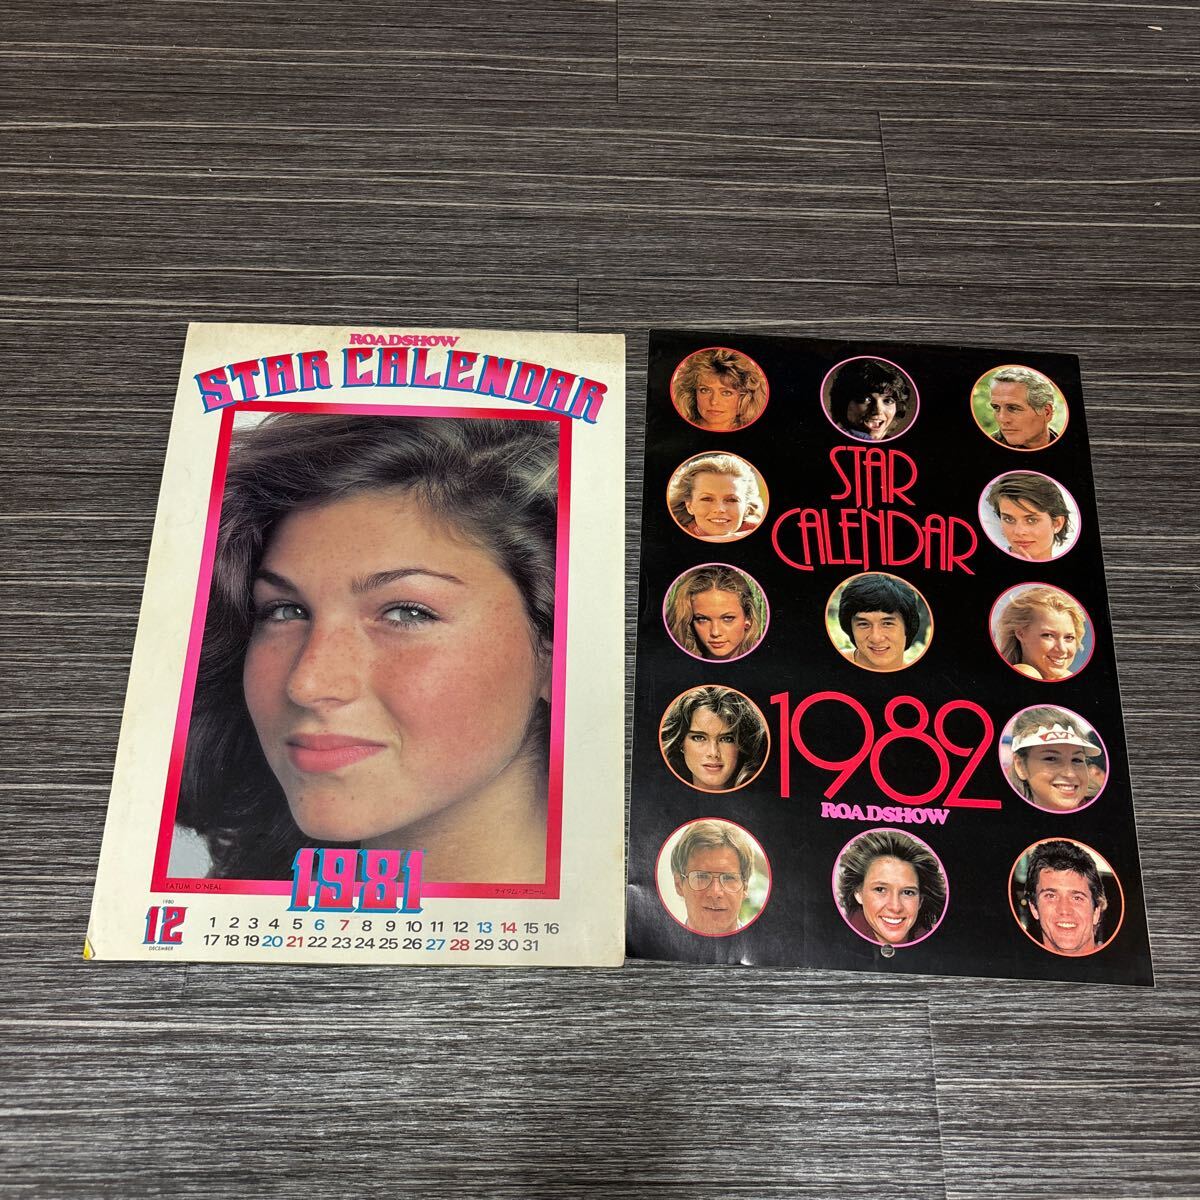 ROADSHOW
STAR CALENDAR
TATUM O'NEAL
テイタム・オニール
1981
1980
12
DECEMBER
1 2 3 4 5 6 7 8 9 10 11 12 13 14 15 16
17 18 19 20 21 22 23 24 25 26 27 28 29 30 31
STAR
CALENDAR
1982
ROADSHOW